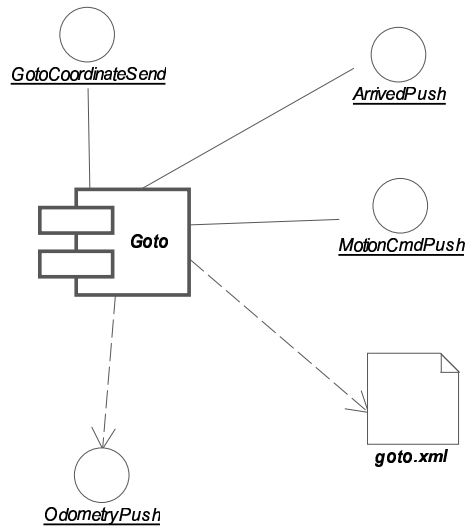 GotoCoordinateSend
ArrivedPush
Goto
MotionCmdPush
goto.xml
OdometryPush